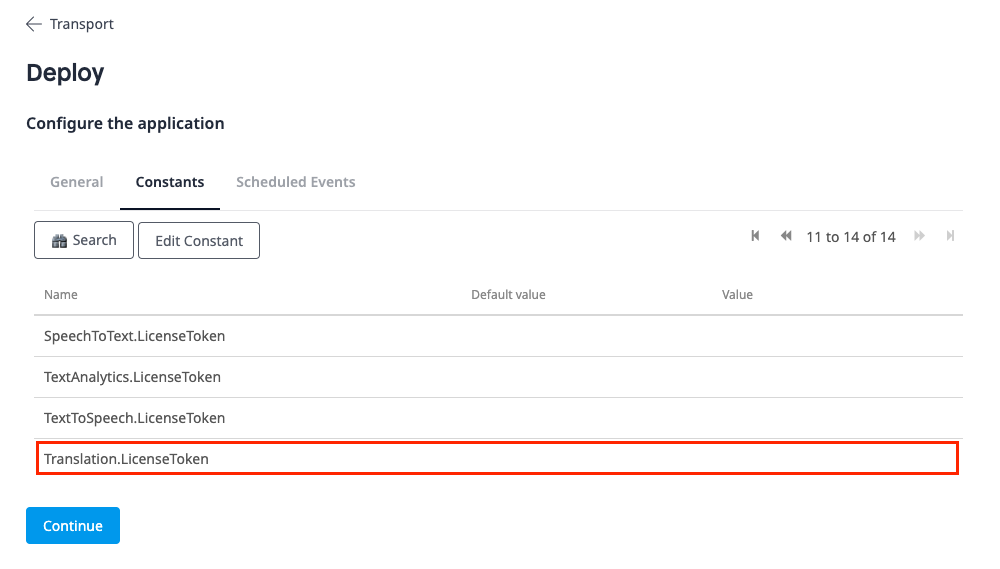 Transport
Deploy
Configure the application
General Constants Scheduled Events
Search Edit Constant 11 to 14 of 14
Name Default value Value
SpeechToText.LicenseToken
TextAnalytics.LicenseToken
TextToSpeech.LicenseToken
Translation.LicenseToken
Continue